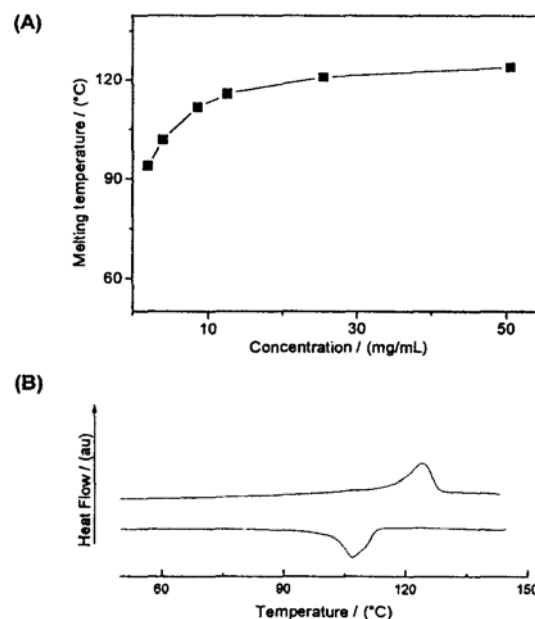 (A)
Melting temperature / (°C)
120
90
60
10
30
50
Concentration / (mg/mL)
(B)
Heat Flow / (au)
60
90
120
150
Temperature / (°C)